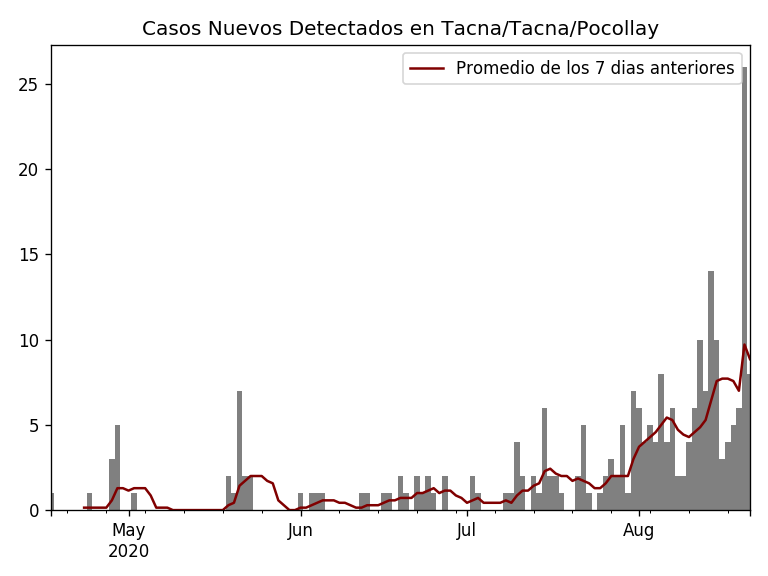 Casos Nuevos Detectados en Tacna/Tacna/Pocollay
Promedio de los 7 dias anteriores
25
20
15
10
5
0
May Jun Jul Aug
2020